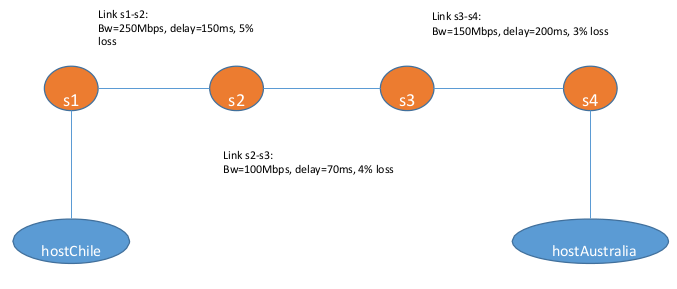 Link s1-s2:
Bw=250Mbps, delay=150ms, 5%
loss
Link s3-s4:
Bw=150Mbps, delay=200ms, 3% loss
s1
s2
s3
s4
Link s2-s3:
Bw=100Mbps, delay=70ms, 4% loss
hostChile
hostAustralia